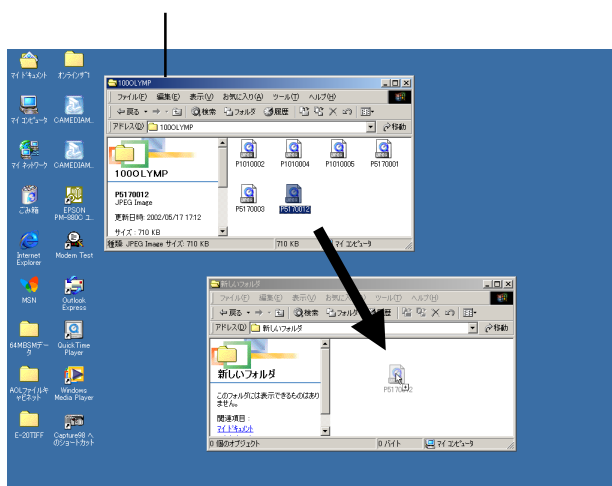 マイ ドキュメント
オンラインサービス
マイ コンピュータ
CAMEDIAM...
マイ ネットワーク
CAMEDIAM...
ごみ箱
EPSON
PM-880C ユ...
Internet
Explorer
Modem Test
MSN
Outlook
Express
64MBSMデー
タ
QuickTime
Player
AOLファイルキ
ャビネット
Windows
Media Player
E-20TIFF
Capture98 へ
のショートカット
100OLYMP
ファイル(F) 編集(E) 表示(V) お気に入り(A) ツール(T) ヘルプ(H)
戻る 検索 フォルダ 履歴
アドレス(D) 100OLYMP 移動
100OLYMP
P5170012
JPEG Image
更新日時: 2002/05/17 17:12
サイズ: 710 KB
P1010002 P1010004 P1010005 P5170001
P5170003 P5170012
種類: JPEG Image サイズ: 710 KB 710 KB マイ コンピュータ
新しいフォルダ
ファイル(F) 編集(E) 表示(V) お気に入 ツール(T) ヘルプ(H)
戻る 検索 フォルダ 履歴
アドレス(D) 新しいフォルダ 移動
新しいフォルダ
このフォルダには表示できるものはあり
ません。
関連項目:
マイ ドキュメント
P5170012
0 個のオブジェクト 0 バイト マイ コンピュータ